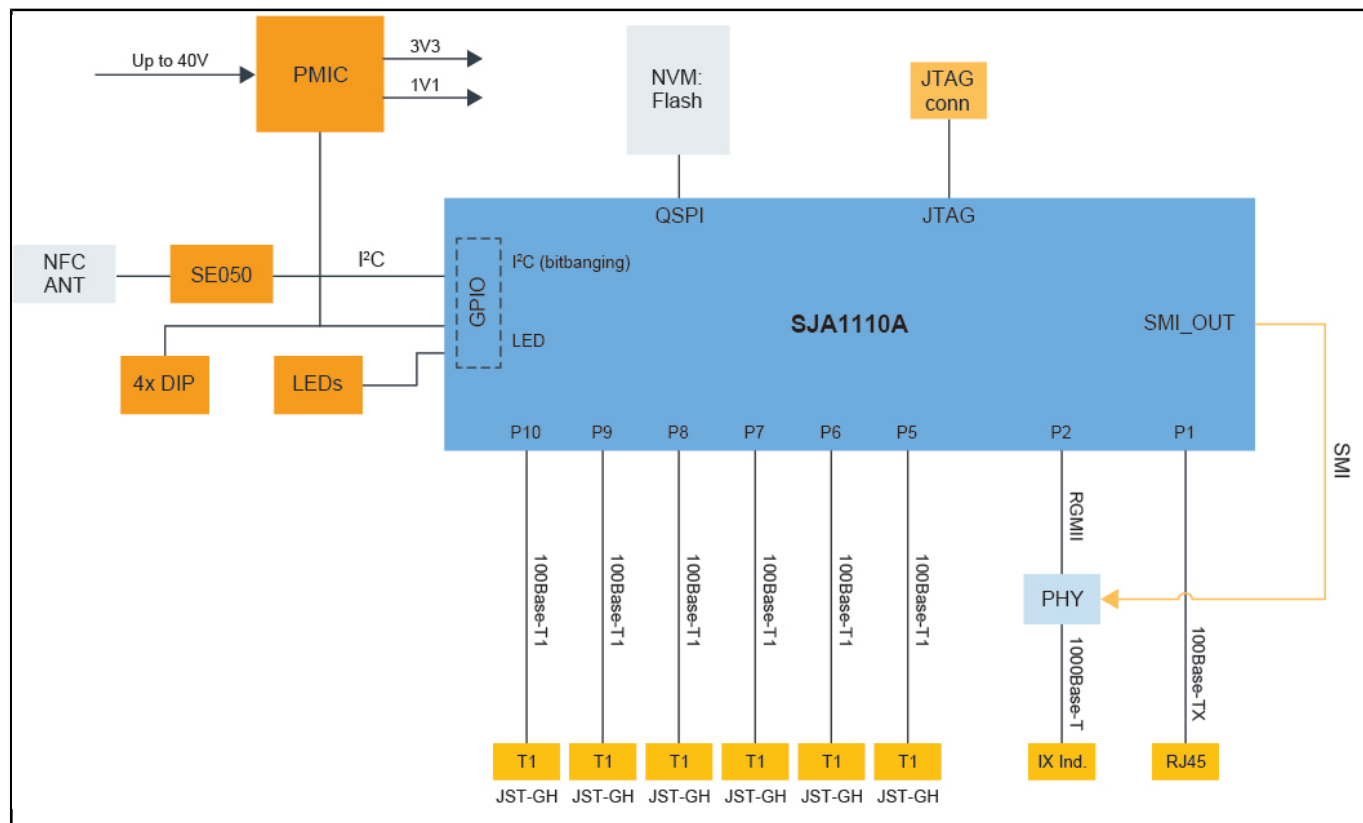 Up to 40V
PMIC
3V3
1V1
NVM:
Flash
JTAG
conn
QSPI
JTAG
NFC
ANT
SE050
I²C
GPIO
I²C (bitbanging)
LED
SJA1110A
SMI_OUT
4x DIP
LEDs
P10
P9
P8
P7
P6
P5
P2
P1
SMI
100Base-T1
100Base-T1
100Base-T1
100Base-T1
100Base-T1
100Base-T1
RGMII
PHY
1000Base-T
100Base-TX
T1
T1
T1
T1
T1
T1
IX Ind.
RJ45
JST-GH
JST-GH
JST-GH
JST-GH
JST-GH
JST-GH